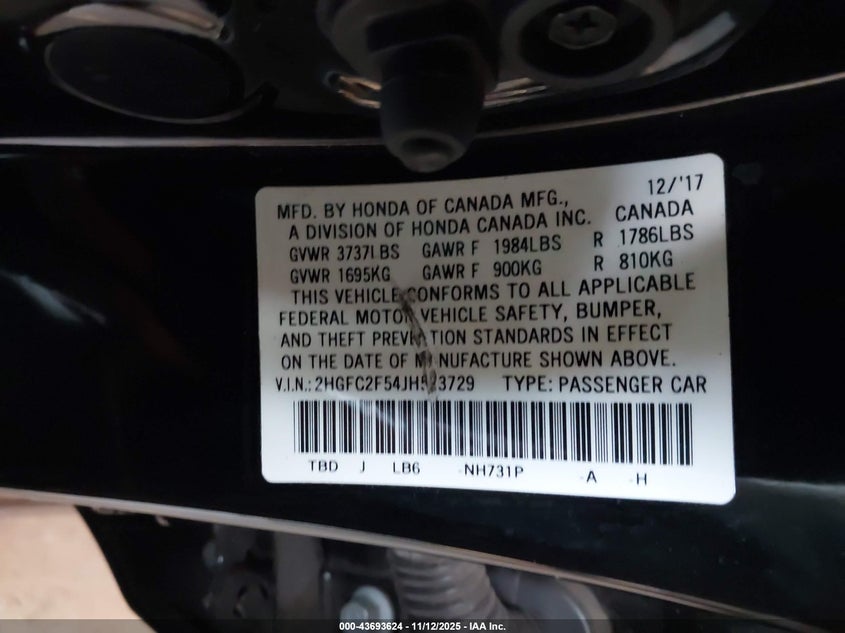 12/'17
MFD. BY HONDA OF CANADA MFG.,
A DIVISION OF HONDA CANADA INC. CANADA
GVWR 3737LBS GAWR F 1984LBS R 1786LBS
GVWR 1695KG GAWR F 900KG R 810KG
THIS VEHICLE CONFORMS TO ALL APPLICABLE
FEDERAL MOTOR VEHICLE SAFETY, BUMPER,
AND THEFT PREVENTION STANDARDS IN EFFECT
ON THE DATE OF MANUFACTURE SHOWN ABOVE.
V.I.N.: TYPE: PASSENGER CAR
TBD J LB6 -NH731P -A -H
000-43693624 - 11/12/2025 - IAA Inc.